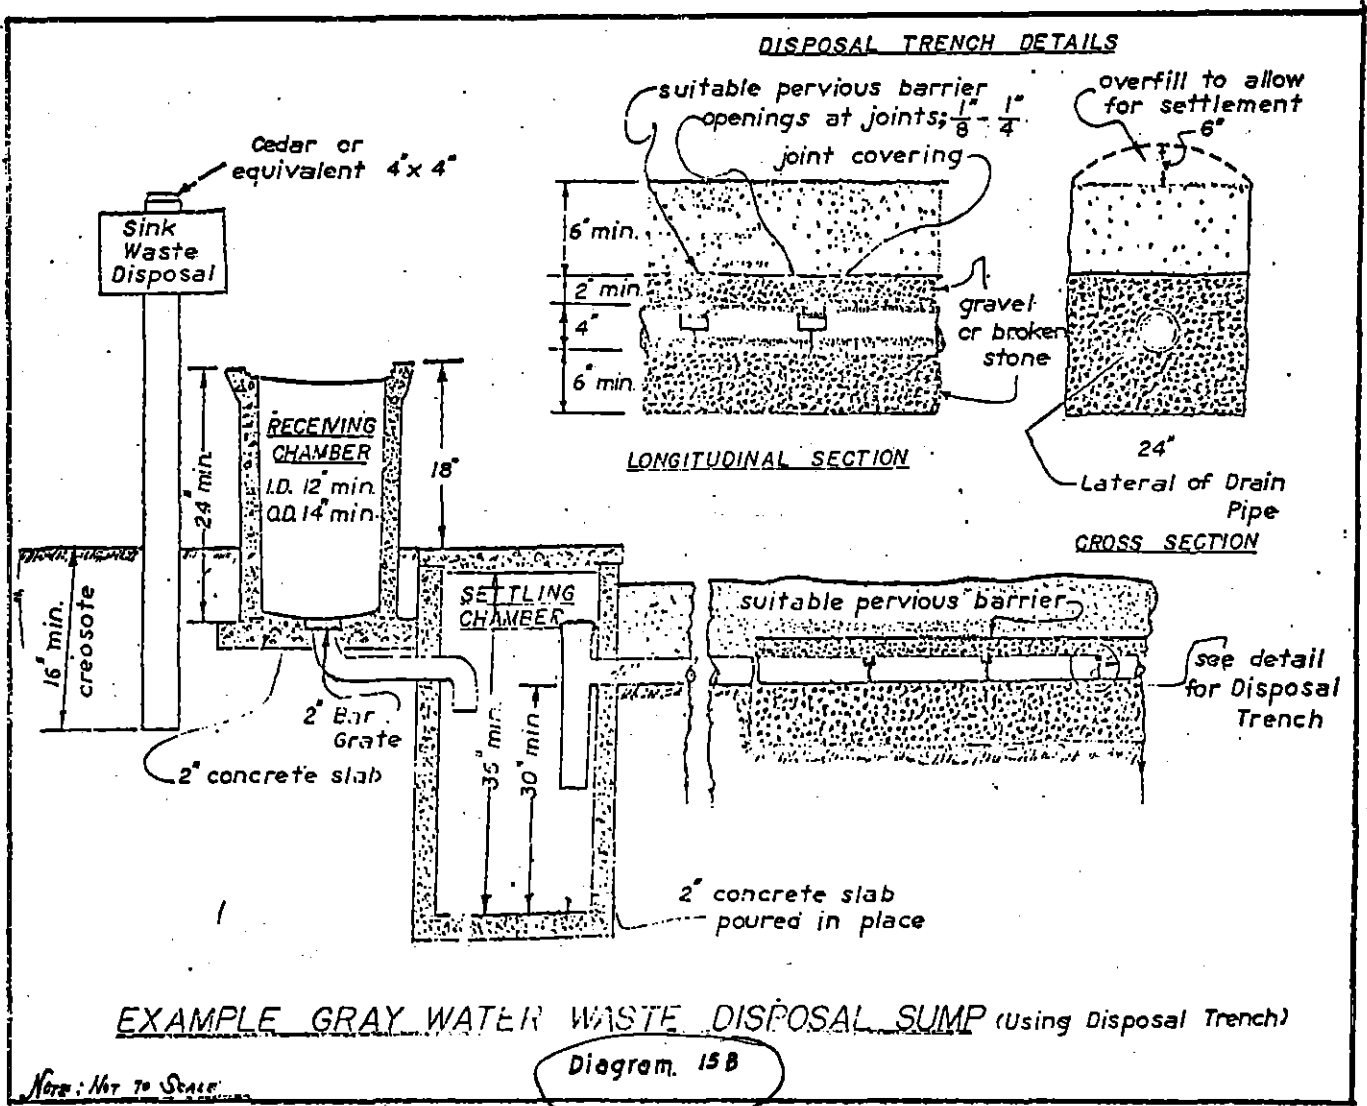 DISPOSAL TRENCH DETAILS
suitable pervious barrier
openings at joints; 1/8" - 1/4"
joint covering
overfill to allow
for settlement
6"
Cedar or
equivalent 4" x 4"
Sink
Waste
Disposal
6" min.
2" min.
4"
6" min.
gravel
or broken
stone
LONGITUDINAL SECTION
24"
Lateral of Drain
Pipe
CROSS SECTION
RECEIVING
CHAMBER
I.D. 12" min.
O.D. 14" min.
24" min.
18"
16" min.
creosote
SETTLING
CHAMBER
2" Bar
Grate
2" concrete slab
36" min.
30" min
suitable pervious barrier
see detail
for Disposal
Trench
2" concrete slab
poured in place
EXAMPLE GRAY WATER WASTE DISPOSAL SUMP (Using Disposal Trench)
Diagram. 15B
NOTE: NOT TO SCALE